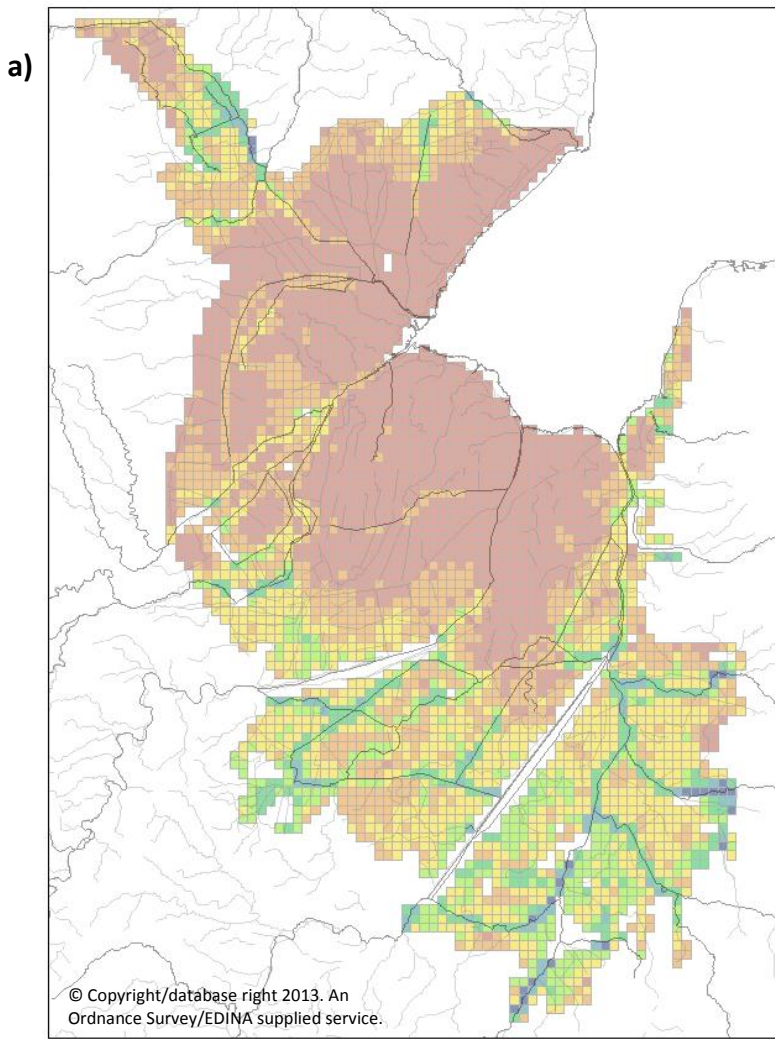 a)
© Copyright/database right 2013. An
Ordnance Survey/EDINA supplied service.